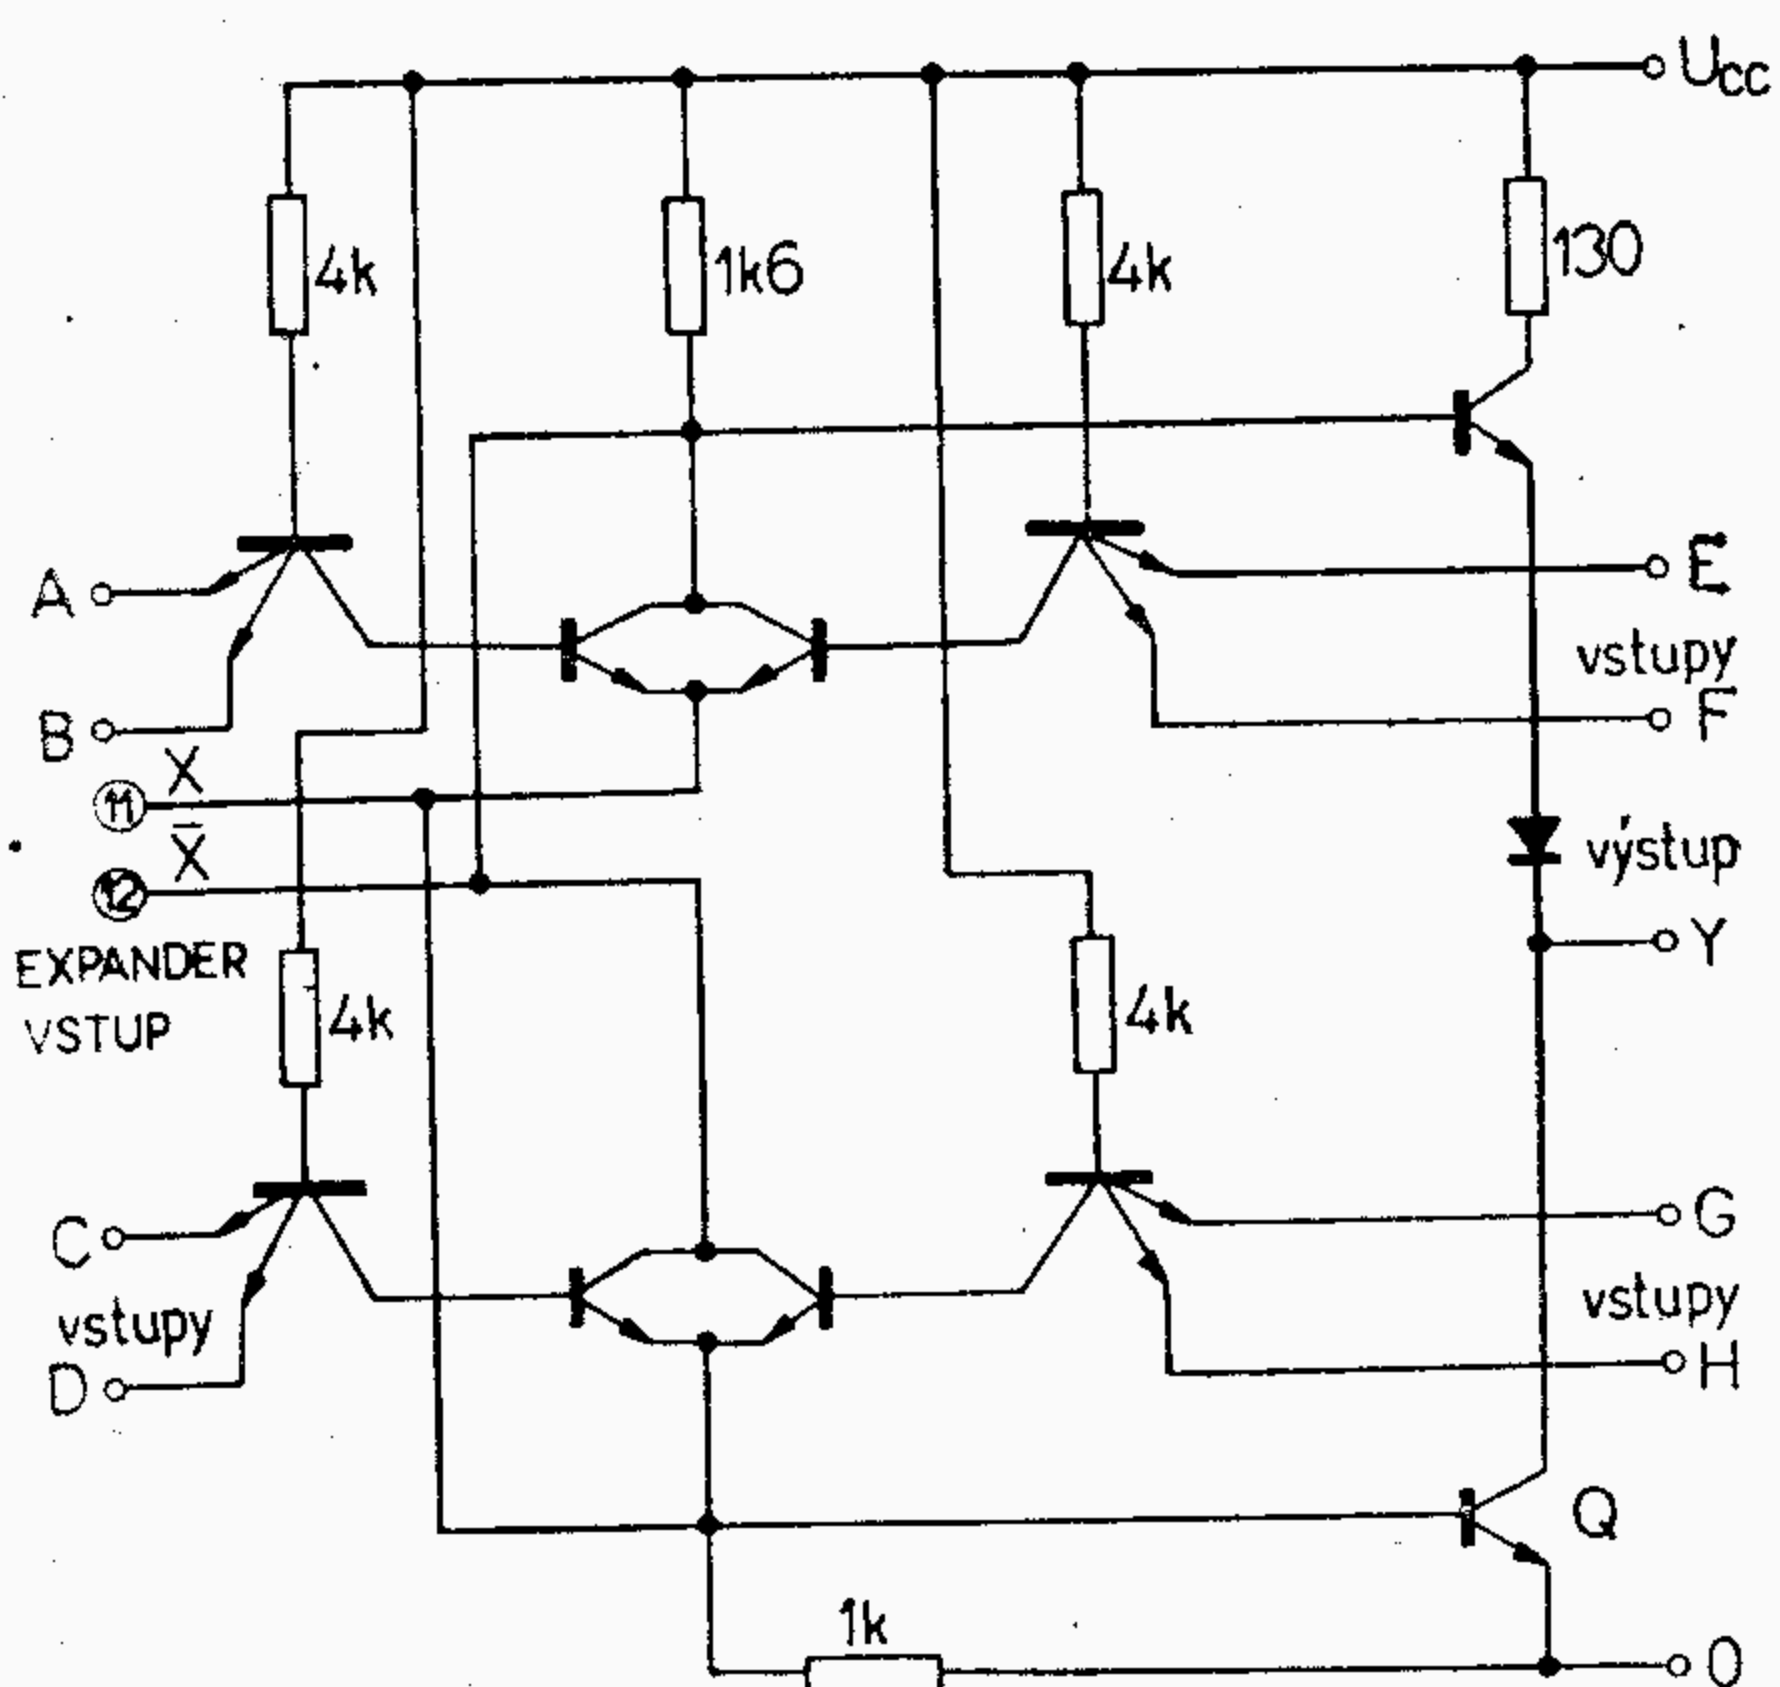 UCC
4k
1k6
4k
130
A
E
vstupy
B
F
X
11
X̄
12
výstup
Y
EXPANDER
VSTUP
4k
4k
C
G
vstupy
vstupy
D
H
Q
1k
0